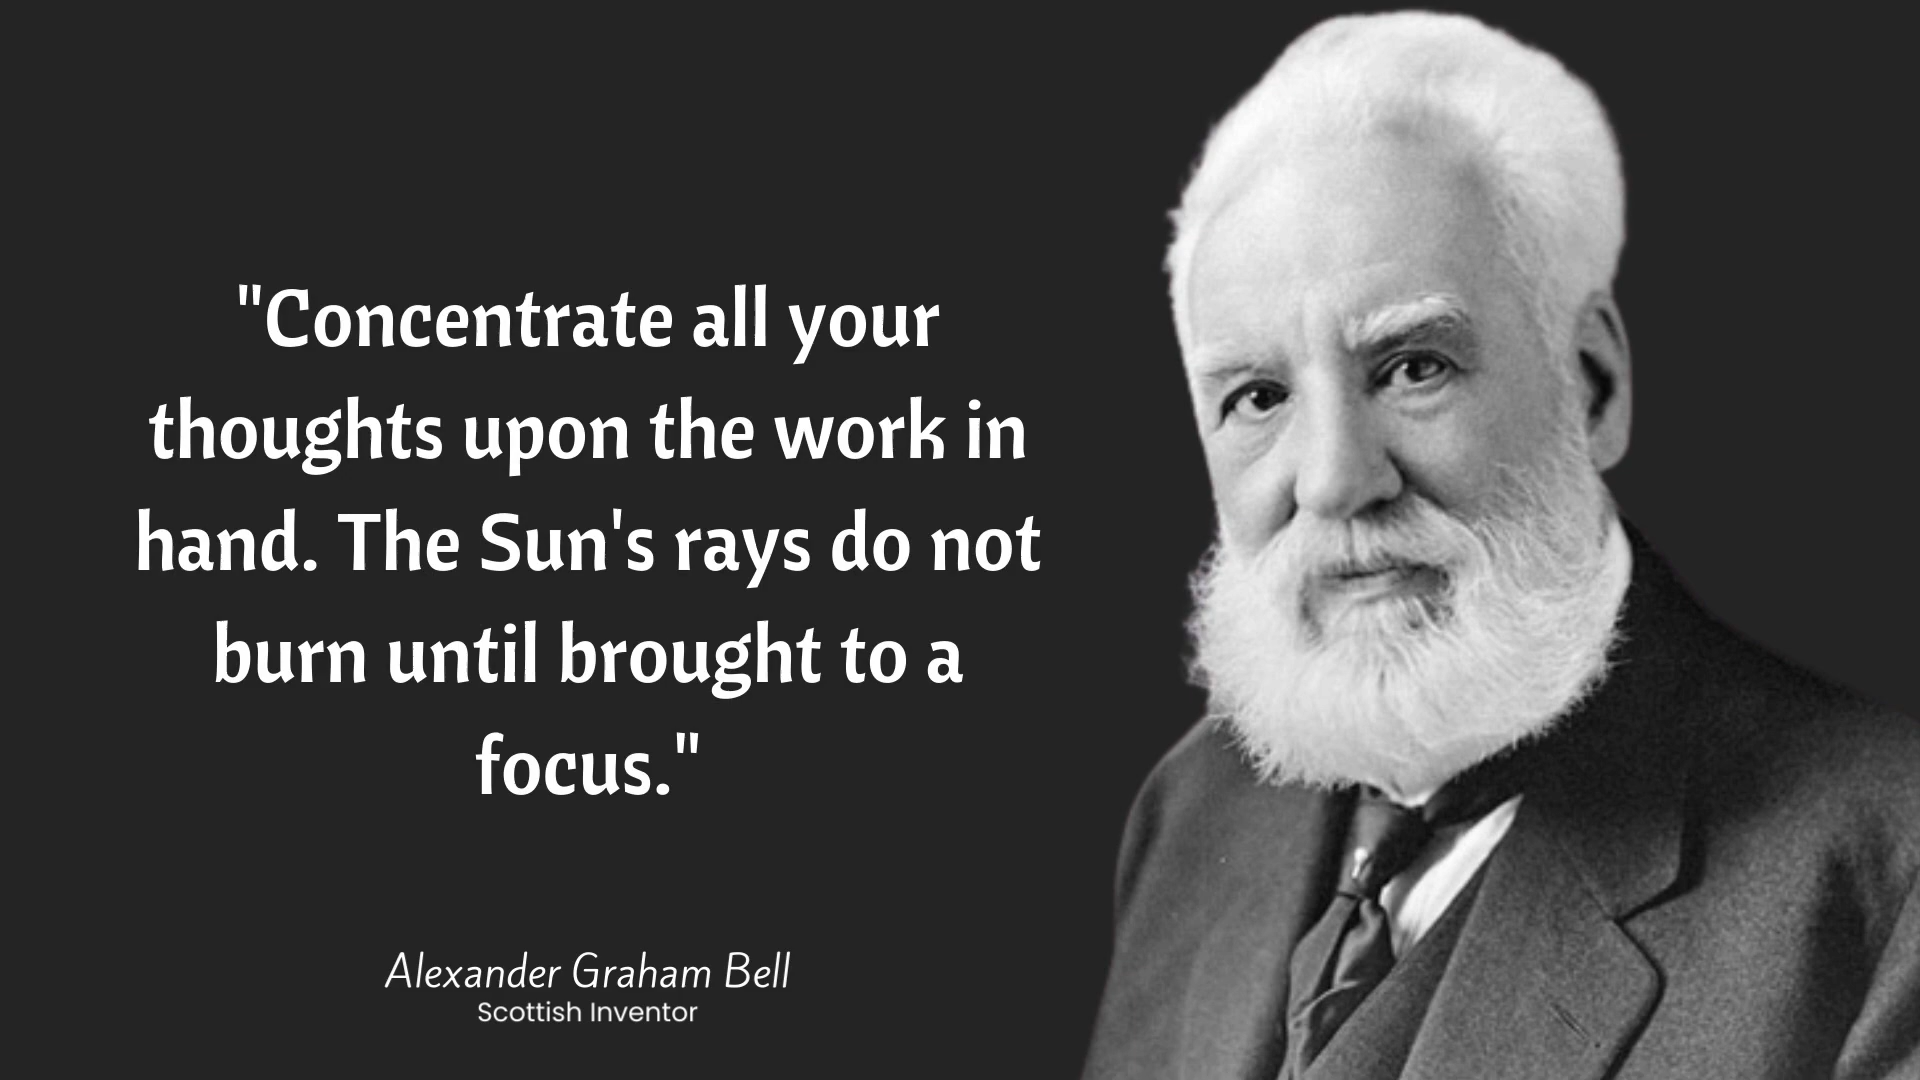 "Concentrate all your
thoughts upon the work in
hand. The Sun's rays do not
burn until brought to a
focus."
Alexander Graham Bell
Scottish Inventor